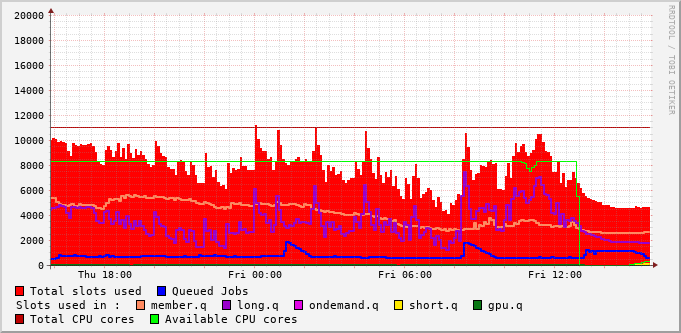 20000
18000
16000
14000
12000
10000
8000
6000
4000
2000
0
Thu 18:00 Fri 00:00 Fri 06:00 Fri 12:00
RRDTOOL / TOBI OETIKER
Total slots used Queued Jobs
Slots used in : member.q long.q ondemand.q short.q gpu.q
Total CPU cores Available CPU cores